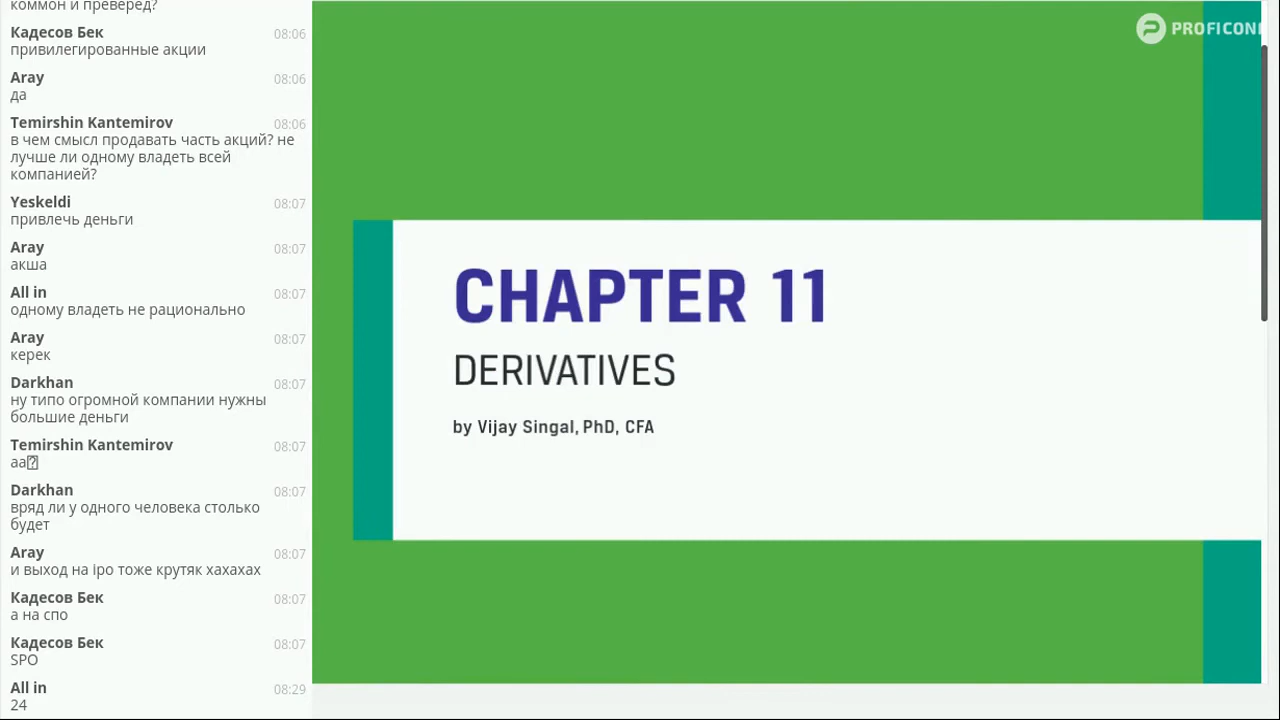 коммон и преверед?
Кадесов Бек 08:06
привилегированные акции
Aray 08:06
да
Temirshin Kantemirov 08:06
в чем смысл продавать часть акций? не
лучше ли одному владеть всей
компанией?
Yeskeldi 08:07
привлечь деньги
Aray 08:07
акша
All in 08:07
одному владеть не рационально
Aray 08:07
керек
Darkhan 08:07
ну типо огромной компании нужны
большие деньги
Temirshin Kantemirov 08:07
аа
Darkhan 08:07
вряд ли у одного человека столько
будет
Aray 08:07
и выход на ipo тоже крутяк хахахах
Кадесов Бек 08:07
а на спо
Кадесов Бек 08:07
SPO
All in 08:29
24
PROFICON
CHAPTER 11
DERIVATIVES
by Vijay Singal, PhD, CFA